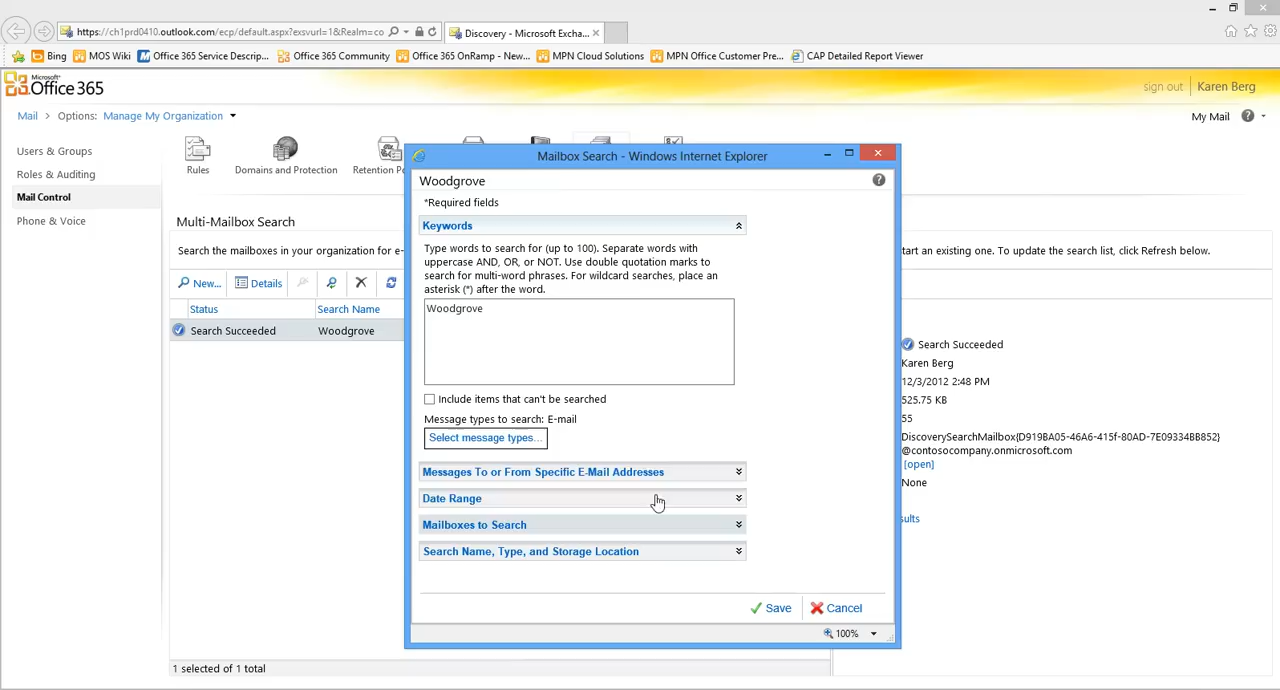 https://ch1prd0410.outlook.com/ecp/default.aspx?exsvurl=1&Realm=co
Discovery - Microsoft Excha...
Bing
MOS Wiki
Office 365 Service Descrip...
Office 365 Community
Office 365 OnRamp - New...
MPN Cloud Solutions
MPN Office Customer Pre...
CAP Detailed Report Viewer
Microsoft
Office 365
sign out
Karen Berg
Mail > Options: Manage My Organization
My Mail
Users & Groups
Roles & Auditing
Mail Control
Phone & Voice
Rules
Domains and Protection
Retention Po
Multi-Mailbox Search
Search the mailboxes in your organization for e-
tart an existing one. To update the search list, click Refresh below.
New...
Details
Status
Search Name
Search Succeeded
Woodgrove
1 selected of 1 total
Mailbox Search - Windows Internet Explorer
Woodgrove
*Required fields
Keywords
Type words to search for (up to 100). Separate words with
uppercase AND, OR, or NOT. Use double quotation marks to
search for multi-word phrases. For wildcard searches, place an
asterisk (*) after the word.
Woodgrove
Include items that can't be searched
Message types to search: E-mail
Select message types...
Messages To or From Specific E-Mail Addresses
Date Range
Mailboxes to Search
Search Name, Type, and Storage Location
Save
Cancel
100%
Search Succeeded
Karen Berg
12/3/2012 2:48 PM
525.75 KB
55
DiscoverySearchMailbox{D919BA05-46A6-415f-80AD-7E09334BB852}
@contosocompany.onmicrosoft.com
[open]
None
sults